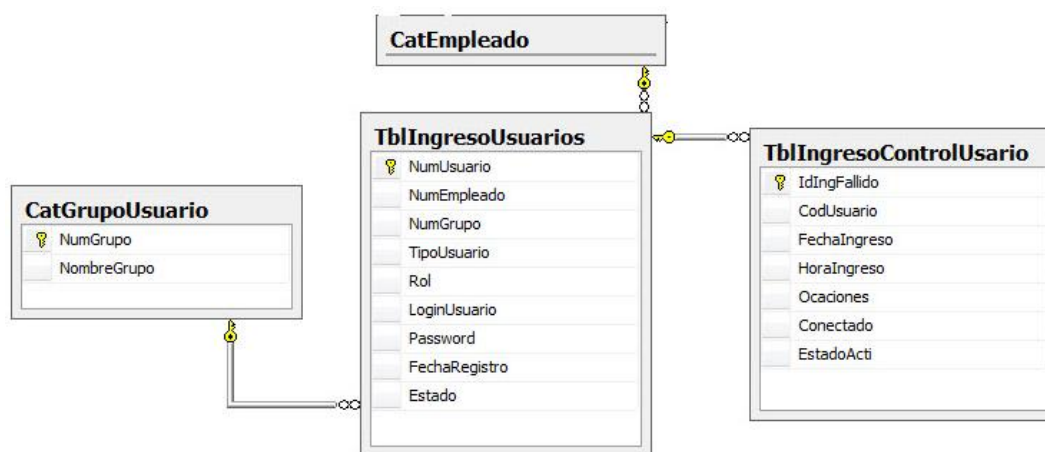 CatEmpleado
TblIngresoUsuarios
NumUsuario
NumEmpleado
NumGrupo
TipoUsuario
Rol
LoginUsuario
Password
FechaRegistro
Estado
TblIngresoControlUsario
IdIngFallido
CodUsuario
FechaIngreso
HoraIngreso
Ocaciones
Conectado
EstadoActi
CatGrupoUsuario
NumGrupo
NombreGrupo